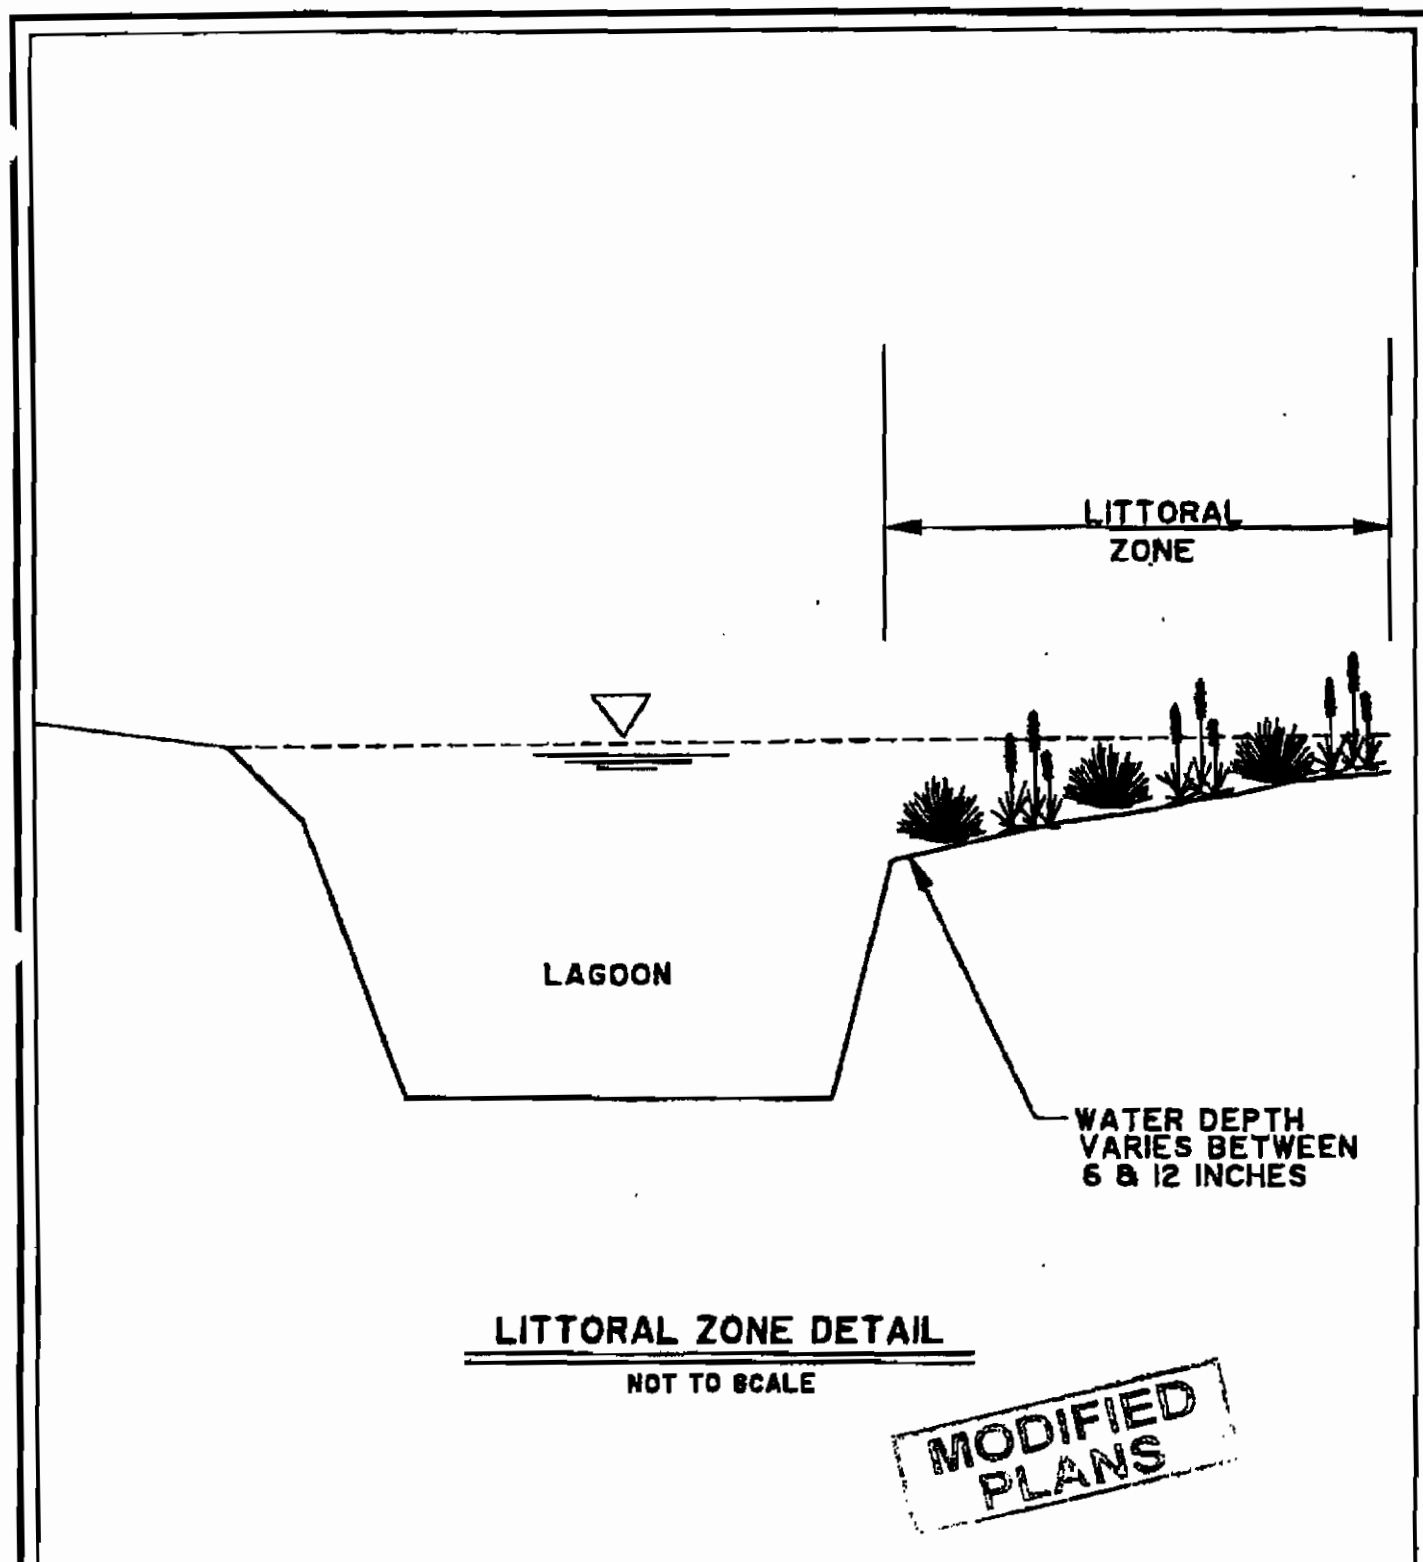 LITTORAL
ZONE
LAGOON
WATER DEPTH
VARIES BETWEEN
6 & 12 INCHES
LITTORAL ZONE DETAIL
NOT TO SCALE
MODIFIED
PLANS